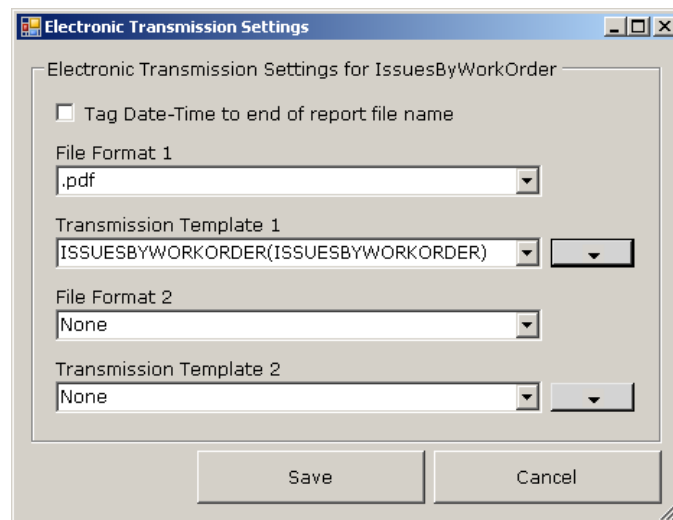 Electronic Transmission Settings
Electronic Transmission Settings for IssuesByWorkOrder
Tag Date-Time to end of report file name
File Format 1
.pdf
Transmission Template 1
ISSUESBYWORKORDER(ISSUESBYWORKORDER)
File Format 2
None
Transmission Template 2
None
Save Cancel